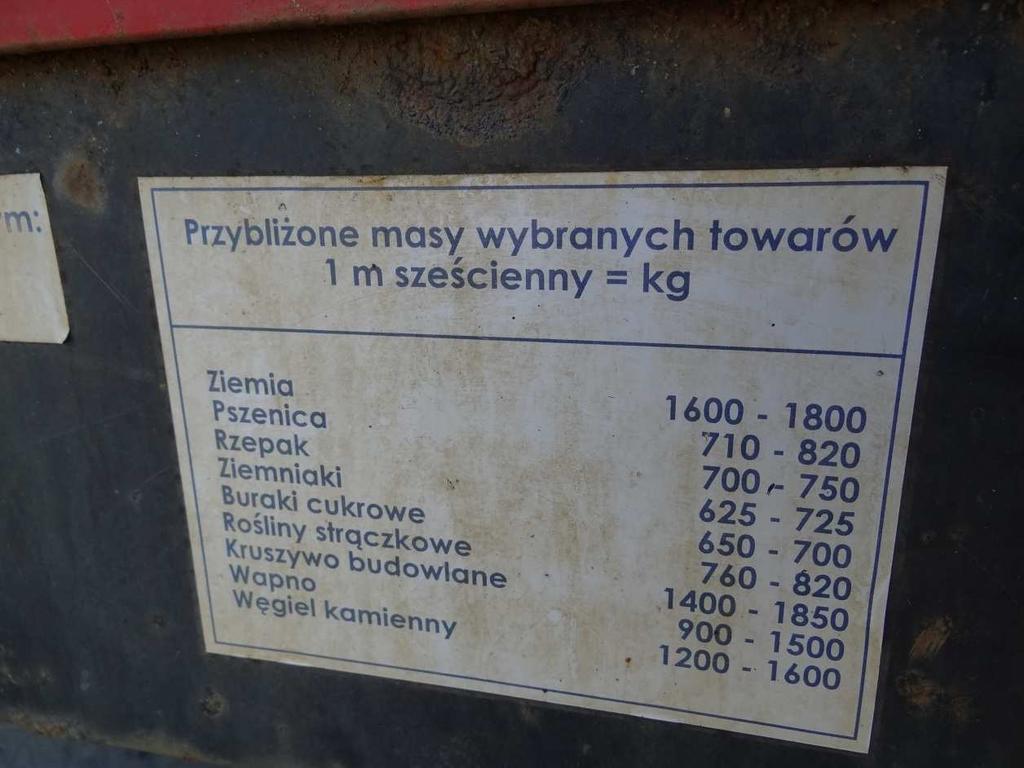 m:
Przybliżone masy wybranych towarów
1 m sześcienny = kg
Ziemia 1600 - 1800
Pszenica 710 - 820
Rzepak 700 - 750
Ziemniaki 625 - 725
Buraki cukrowe 650 - 700
Rośliny strączkowe 760 - 820
Kruszywo budowlane 1400 - 1850
Wapno 900 - 1500
Węgiel kamienny 1200 - 1600